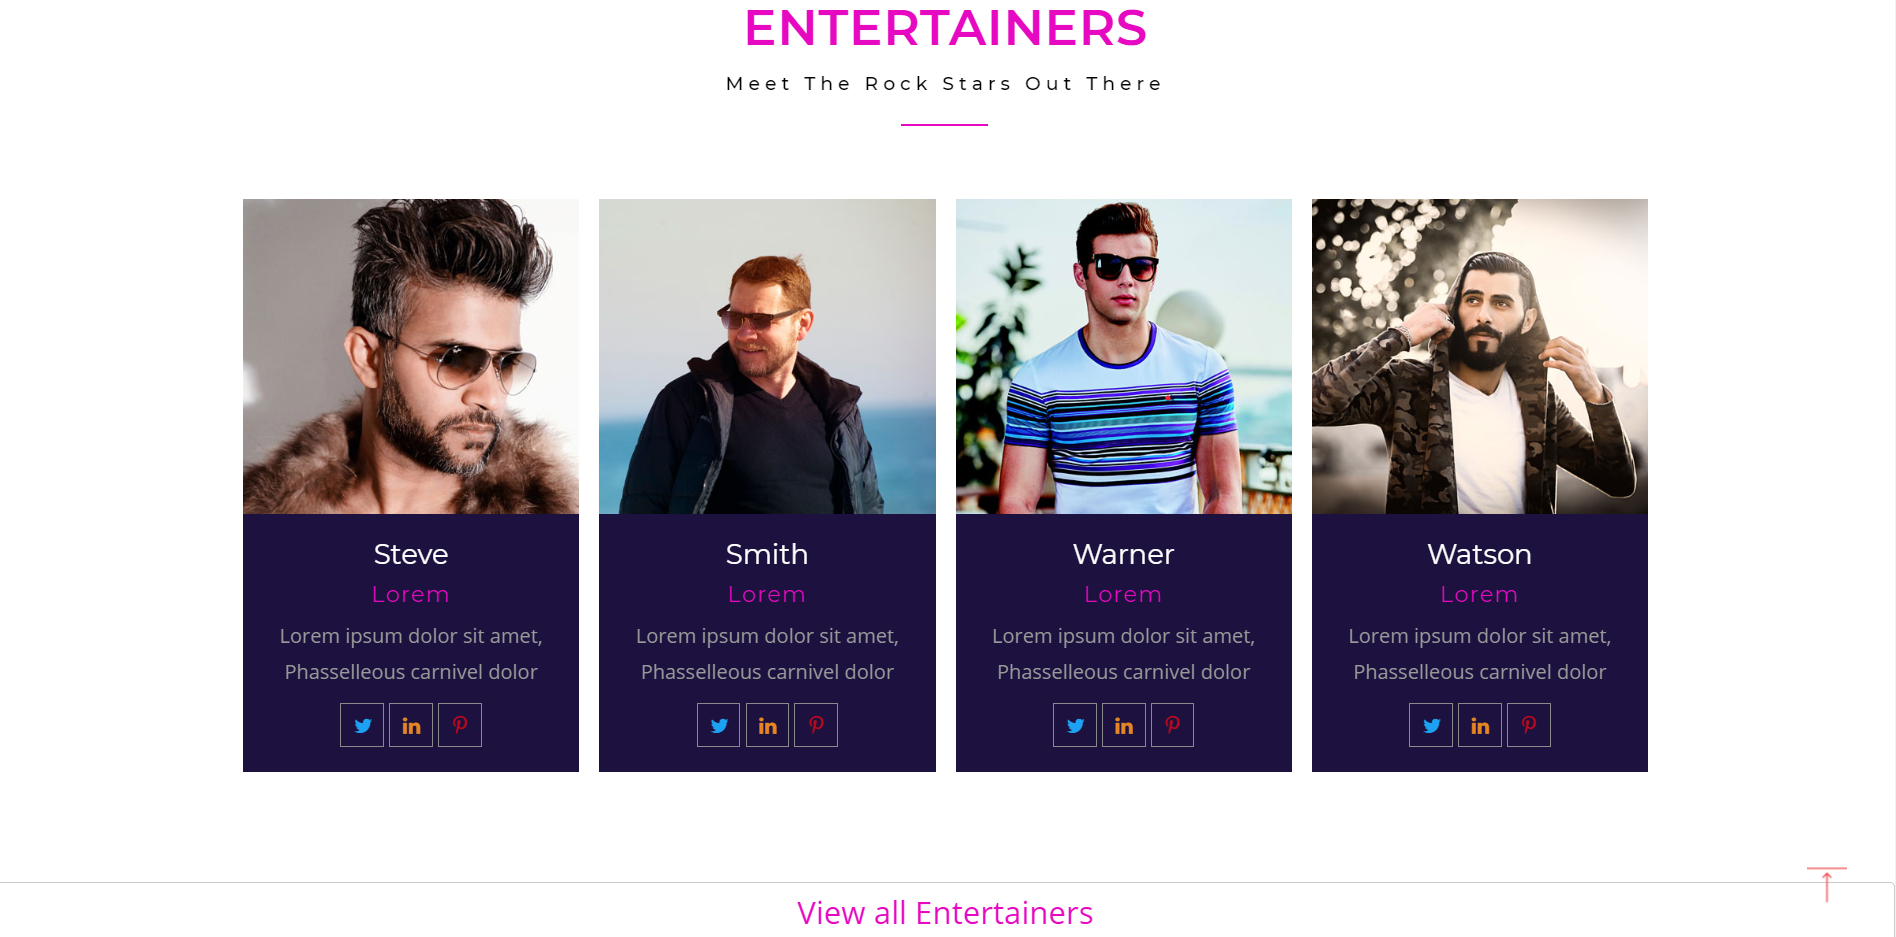 ENTERTAINERS
Meet The Rock Stars Out There
Steve
Lorem
Lorem ipsum dolor sit amet,
Phasselleous carnivel dolor
Smith
Lorem
Lorem ipsum dolor sit amet,
Phasselleous carnivel dolor
Warner
Lorem
Lorem ipsum dolor sit amet,
Phasselleous carnivel dolor
Watson
Lorem
Lorem ipsum dolor sit amet,
Phasselleous carnivel dolor
View all Entertainers